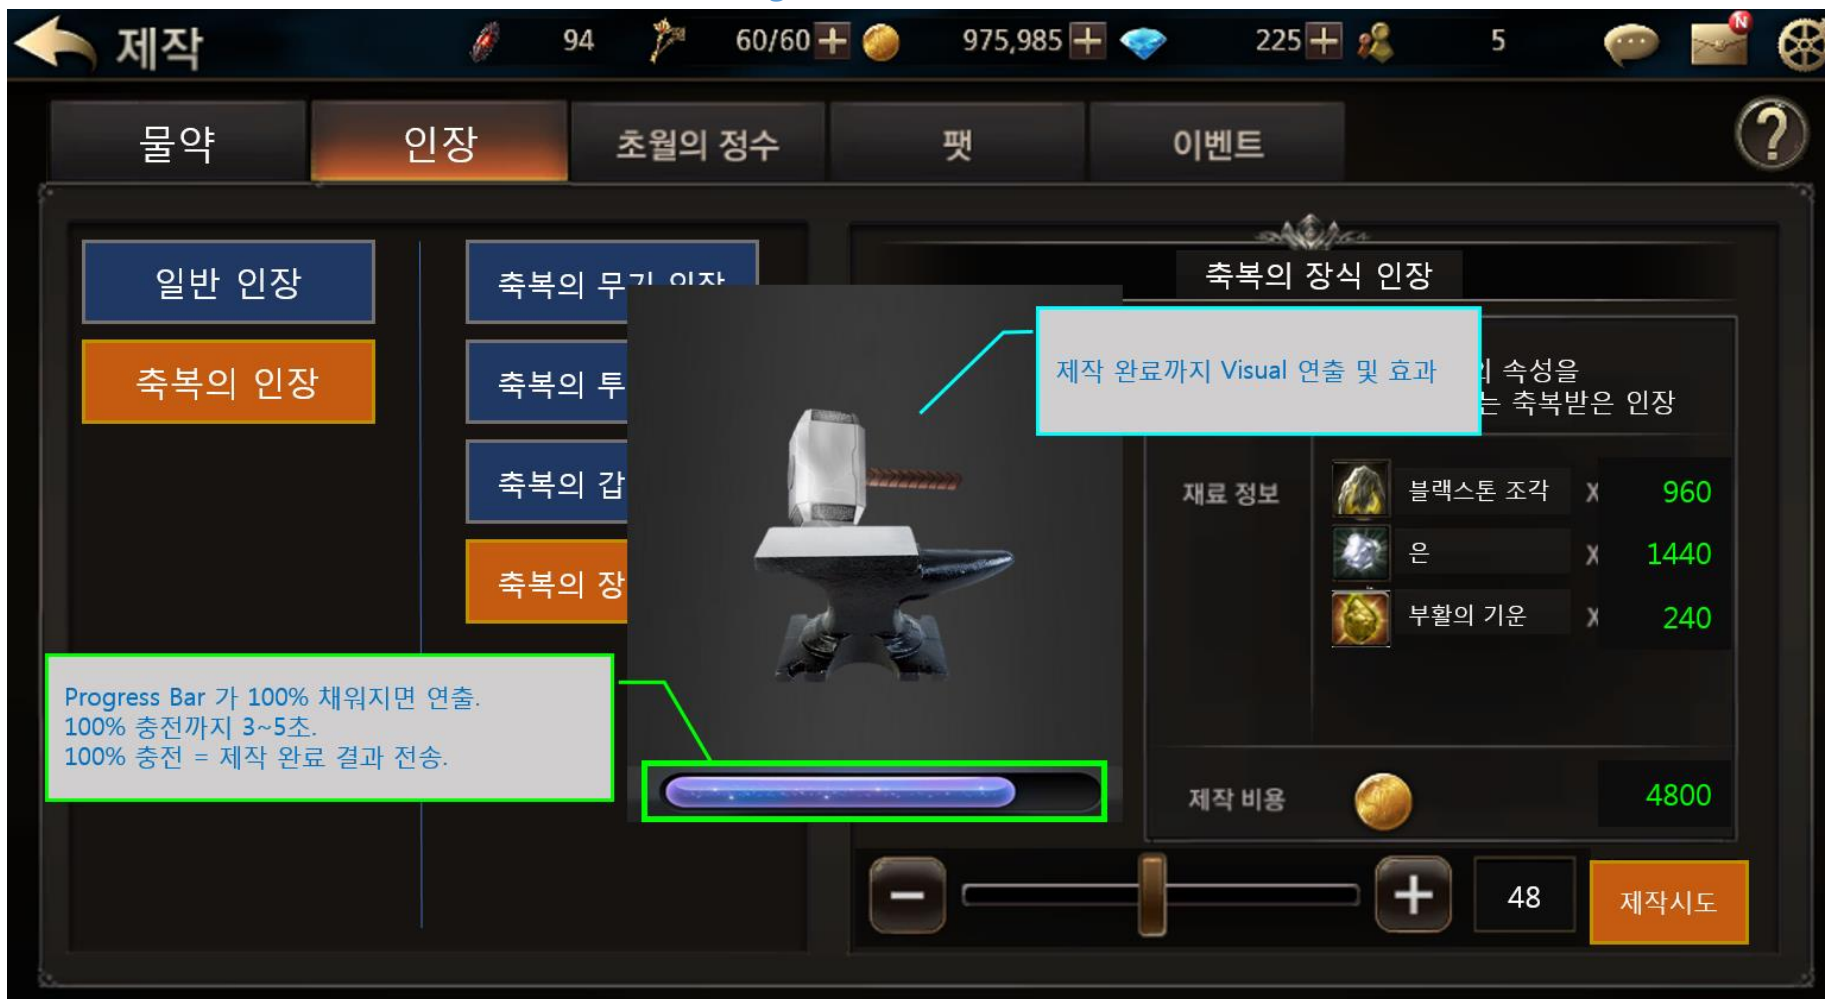 제작
94
60/60
975,985
225
5
N
물약
인장
초월의 정수
팻
이벤트
?
일반 인장
축복의 인장
축복의 무기 인장
축복의 투
축복의 갑
축복의 장
축복의 장식 인장
제작 완료까지 Visual 연출 및 효과
속성을
는 축복받은 인장
재료 정보
블랙스톤 조각 X 960
은 X 1440
부활의 기운 X 240
Progress Bar 가 100% 채워지면 연출.
100% 충전까지 3~5초.
100% 충전 = 제작 완료 결과 전송.
제작 비용
4800
48
제작시도